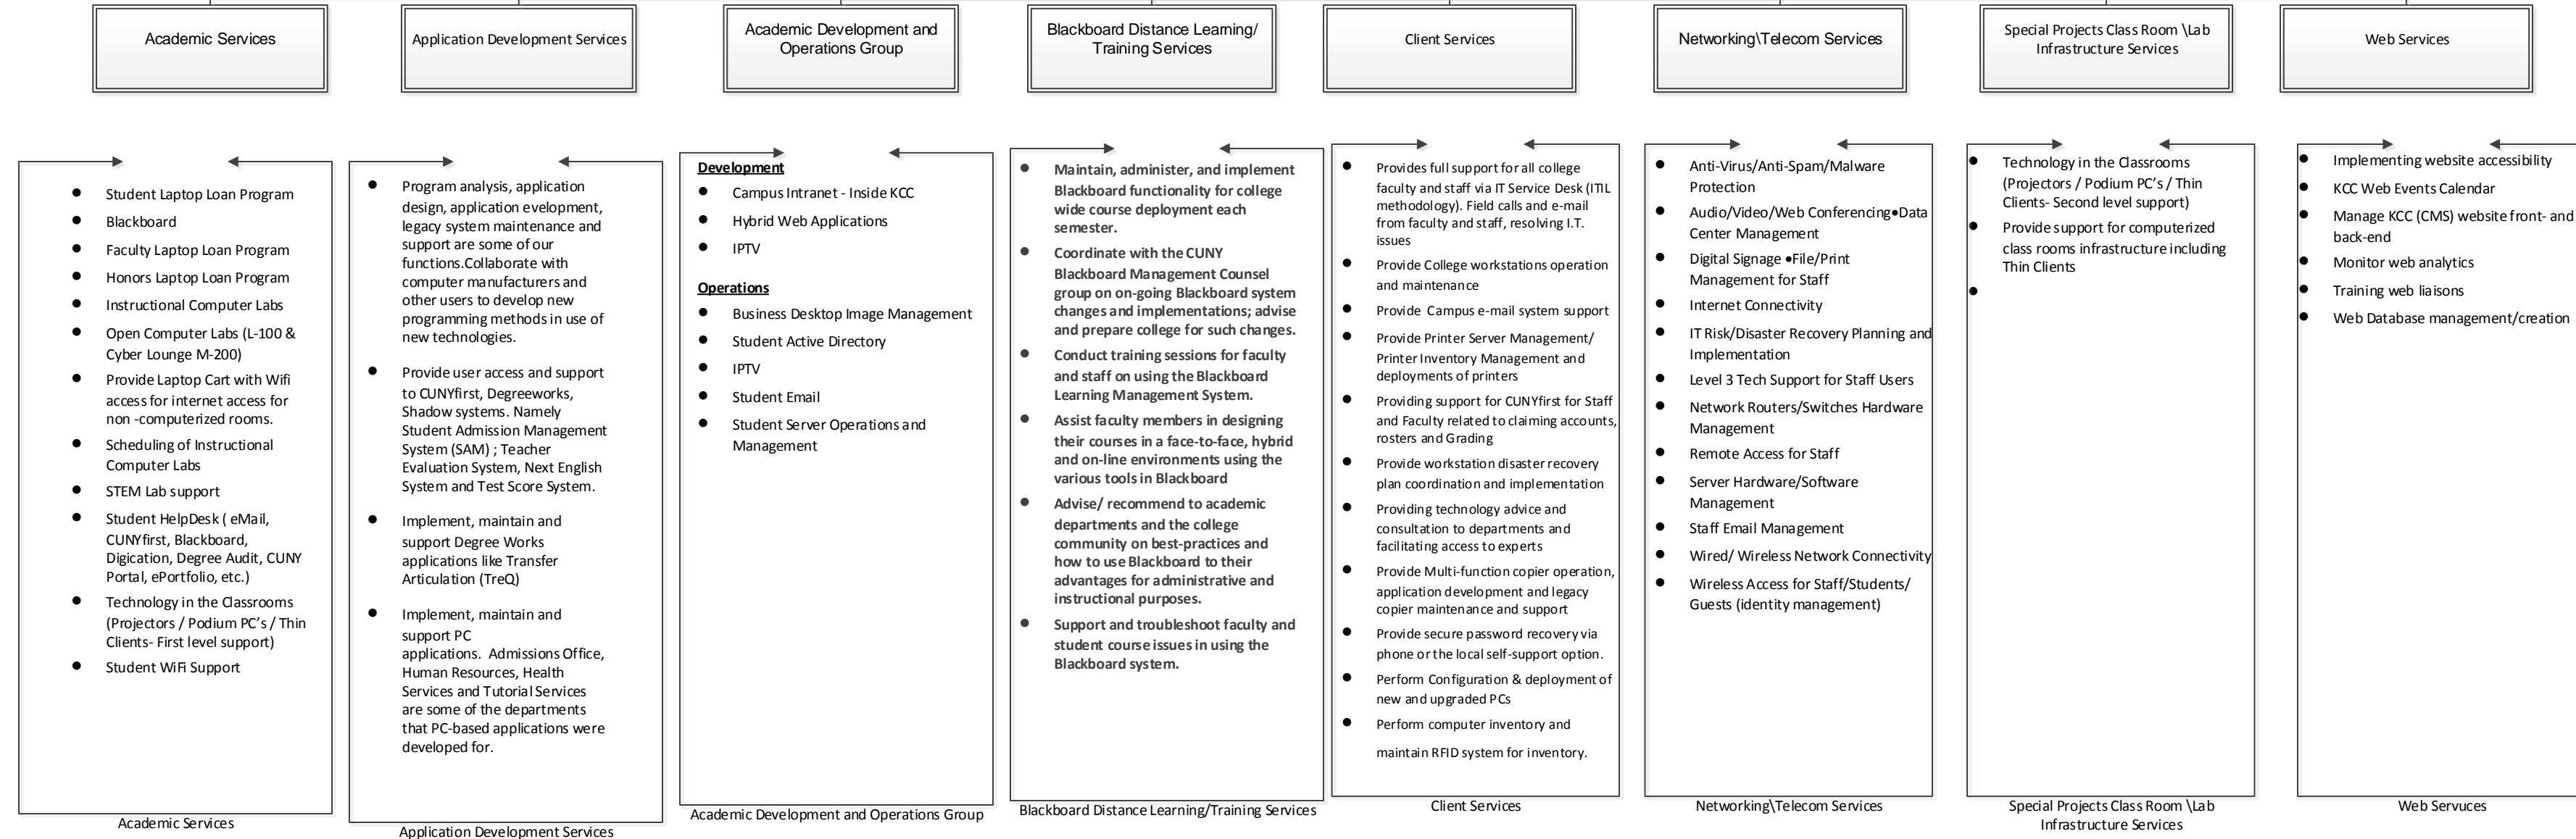 Academic Services
Application Development Services
Academic Development and
Operations Group
Blackboard Distance Learning/
Training Services
Client Services
Networking\Telecom Services
Special Projects Class Room \Lab
Infrastructure Services
Web Services
● Student Laptop Loan Program
● Blackboard
● Faculty Laptop Loan Program
● Honors Laptop Loan Program
● Instructional Computer Labs
● Open Computer Labs (L-100 &
Cyber Lounge M-200)
● Provide Laptop Cart with Wifi
access for internet access for
non -computerized rooms.
● Scheduling of Instructional
Computer Labs
● STEM Lab support
● Student HelpDesk ( eMail,
CUNYfirst, Blackboard,
Digication, Degree Audit, CUNY
Portal, ePortfolio, etc.)
● Technology in the Classrooms
(Projectors / Podium PC's / Thin
Clients- First level support)
● Student WiFi Support
Academic Services
● Program analysis, application
design, application evelopment,
legacy system maintenance and
support are some of our
functions.Collaborate with
computer manufacturers and
other users to develop new
programming methods in use of
new technologies.
● Provide user access and support
to CUNYfirst, Degreeworks,
Shadow systems. Namely
Student Admission Management
System (SAM) ; Teacher
Evaluation System, Next English
System and Test Score System.
● Implement, maintain and
support Degree Works
applications like Transfer
Articulation (TreQ)
● Implement, maintain and
support PC
applications.  Admissions Office,
Human Resources, Health
Services and Tutorial Services
are some of the departments
that PC-based applications were
developed for.
Application Development Services
Development
● Campus Intranet - Inside KCC
● Hybrid Web Applications
● IPTV
Operations
● Business Desktop Image Management
● Student Active Directory
● IPTV
● Student Email
● Student Server Operations and
Management
Academic Development and Operations Group
● Maintain, administer, and implement
Blackboard functionality for college
wide course deployment each
semester.
● Coordinate with the CUNY
Blackboard Management Counsel
group on on-going Blackboard system
changes and implementations; advise
and prepare college for such changes.
● Conduct training sessions for faculty
and staff on using the Blackboard
Learning Management System.
● Assist faculty members in designing
their courses in a face-to-face, hybrid
and on-line environments using the
various tools in Blackboard
● Advise/ recommend to academic
departments and the college
community on best-practices and
how to use Blackboard to their
advantages for administrative and
instructional purposes.
● Support and troubleshoot faculty and
student course issues in using the
Blackboard system.
Blackboard Distance Learning/Training Services
● Provides full support for all college
faculty and staff via IT Service Desk (ITIL
methodology). Field calls and e-mail
from faculty and staff, resolving I.T.
issues
● Provide College workstations operation
and maintenance
● Provide  Campus e-mail system support
● Provide Printer Server Management/
Printer Inventory Management and
deployments of printers
● Providing support for CUNYfirst for Staff
and Faculty related to claiming accounts,
rosters and Grading
● Provide workstation disaster recovery
plan coordination and implementation
● Providing technology advice and
consultation to departments and
facilitating access to experts
● Provide Multi-function copier operation,
application development and legacy
copier maintenance and support
● Provide secure password recovery via
phone or the local self-support option.
● Perform Configuration & deployment of
new and upgraded PCs
● Perform computer inventory and
maintain RFID system for inventory.
Client Services
● Anti-Virus/Anti-Spam/Malware
Protection
● Audio/Video/Web Conferencing●Data
Center Management
● Digital Signage ●File/Print
Management for Staff
● Internet Connectivity
● IT Risk/Disaster Recovery Planning and
Implementation
● Level 3 Tech Support for Staff Users
● Network Routers/Switches Hardware
Management
● Remote Access for Staff
● Server Hardware/Software
Management
● Staff Email Management
● Wired/ Wireless Network Connectivity
● Wireless Access for Staff/Students/
Guests (identity management)
Networking\Telecom Services
● Technology in the Classrooms
(Projectors / Podium PC's / Thin
Clients- Second level support)
● Provide support for computerized
class rooms infrastructure including
Thin Clients
●
Special Projects Class Room \Lab
Infrastructure Services
● Implementing website accessibility
● KCC Web Events Calendar
● Manage KCC (CMS) website front- and
back-end
● Monitor web analytics
● Training web liaisons
● Web Database management/creation
Web Servuces